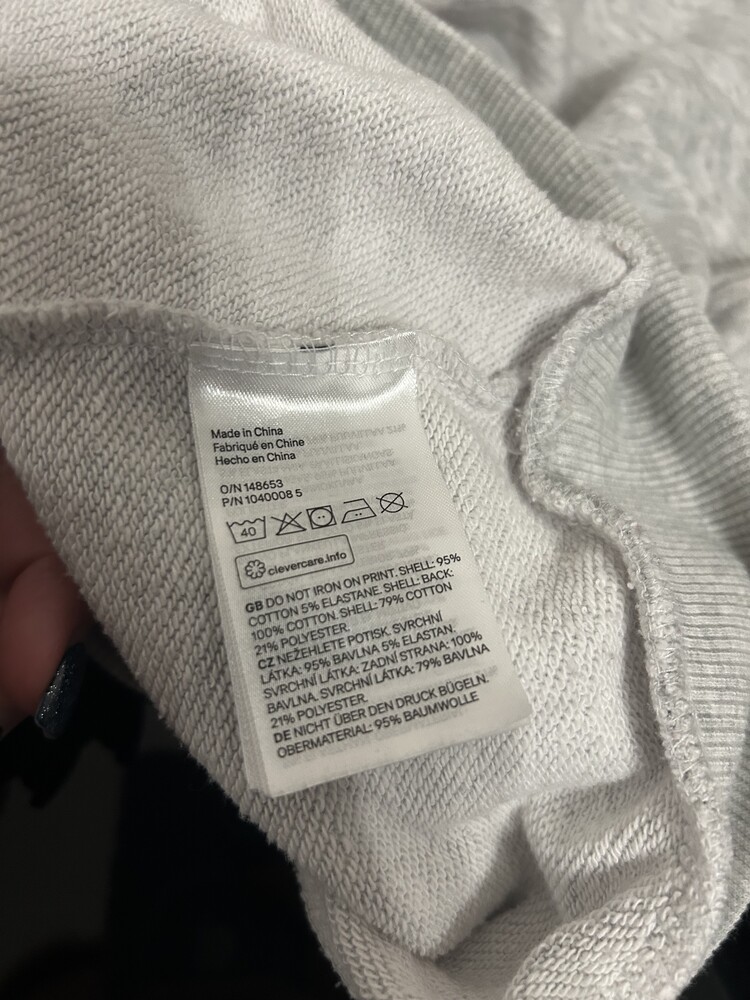 Made in China
Fabriqué en Chine
Hecho en China
O/N 148653
P/N 1040008 5
40
clevercare.info
GB DO NOT IRON ON PRINT. SHELL: 95%
COTTON 5% ELASTANE. SHELL: BACK:
100% COTTON. SHELL: 79% COTTON
21% POLYESTER.
CZ NEŽEHLETE POTISK. SVRCHNÍ
LÁTKA: 95% BAVLNA 5% ELASTAN.
SVRCHNÍ LÁTKA: ZADNÍ STRANA: 100%
BAVLNA. SVRCHNÍ LÁTKA: 79% BAVLNA
21% POLYESTER.
DE NICHT ÜBER DEN DRUCK BÜGELN.
OBERMATERIAL: 95% BAUMWOLLE